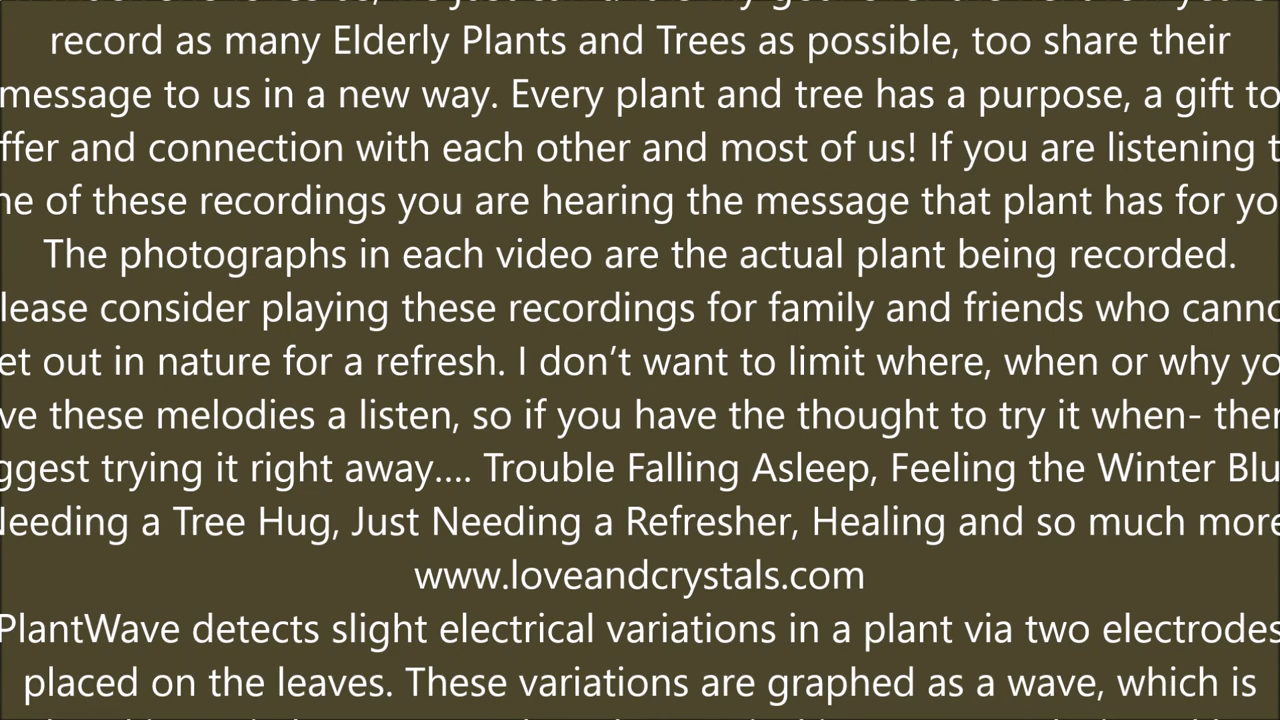 record as many Elderly Plants and Trees as possible, too share their
message to us in a new way. Every plant and tree has a purpose, a gift to
ffer and connection with each other and most of us! If you are listening t
ne of these recordings you are hearing the message that plant has for yo
The photographs in each video are the actual plant being recorded.
lease consider playing these recordings for family and friends who canno
et out in nature for a refresh. I don’t want to limit where, when or why yo
ve these melodies a listen, so if you have the thought to try it when- ther
ggest trying it right away…. Trouble Falling Asleep, Feeling the Winter Blu
Needing a Tree Hug, Just Needing a Refresher, Healing and so much more
www.loveandcrystals.com
PlantWave detects slight electrical variations in a plant via two electrodes
placed on the leaves. These variations are graphed as a wave, which is